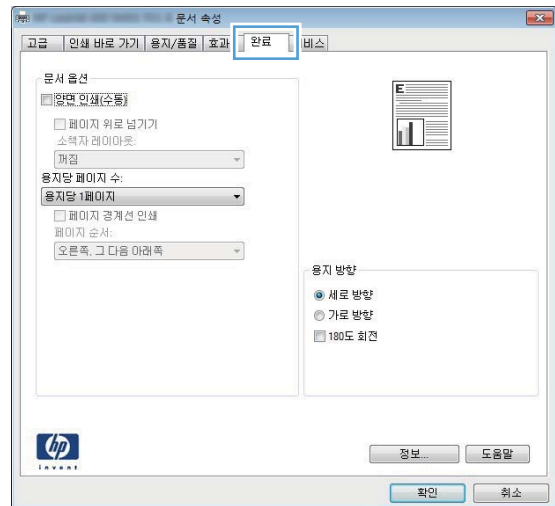 문서 속성
고급 인쇄 바로 가기 용지/품질 효과 완료 비스
문서 옵션
양면 인쇄(수동)
페이지 위로 넘기기
소책자 레이아웃:
꺼짐
용지당 페이지 수:
용지당 1페이지
페이지 경계선 인쇄
페이지 순서:
오른쪽, 그 다음 아래쪽
E
용지 방향
세로 방향
가로 방향
180도 회전
hp
invent
정보... 도움말
확인 취소